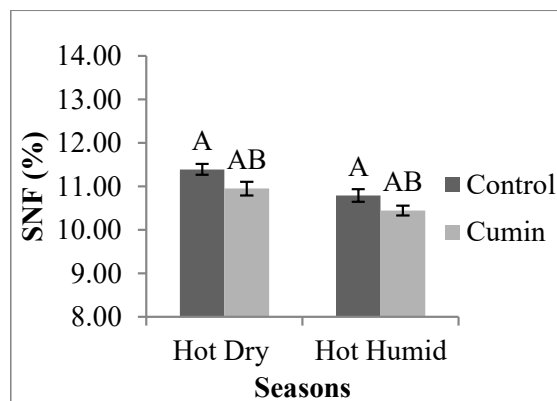 14.00
13.00
12.00
11.00
10.00
9.00
8.00
SNF (%)
A
AB
A
AB
Control
Cumin
Hot Dry
Hot Humid
Seasons